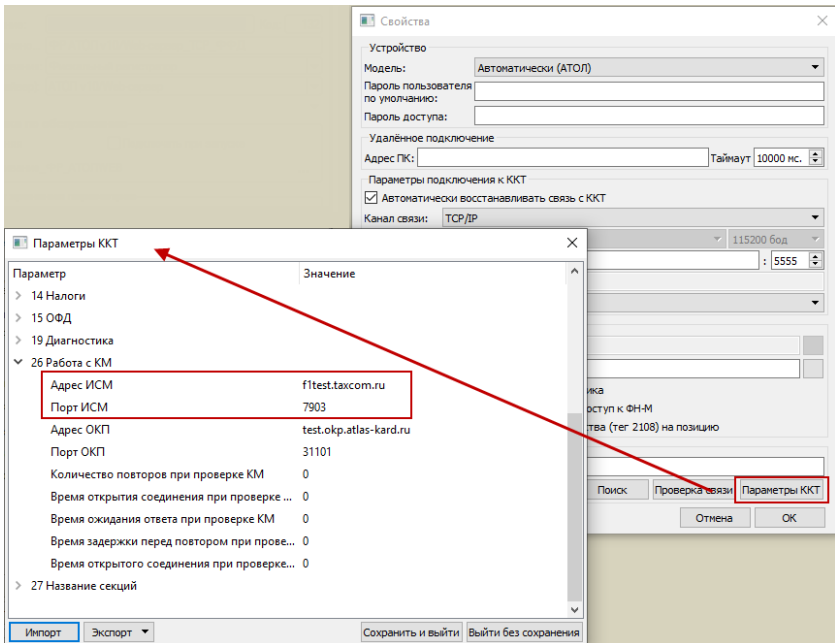 Свойства
Устройство
Модель: Автоматически (АТОЛ)
Пароль пользователя
по умолчанию:
Пароль доступа:
Удалённое подключение
Адрес ПК: Таймаут 10000 мс.
Параметры подключения к ККТ
Автоматически восстанавливать связь с ККТ
Канал связи: TCP/IP
115200 бод
: 5555
оступ к ФН-М
(тег 2108) на позицию
Поиск Проверка связи Параметры ККТ
Отмена ОК
Параметры ККТ
Параметр Значение
14 Налоги
15 ОФД
19 Диагностика
26 Работа с КМ
Адрес ИСМ f1test.taxcom.ru
Порт ИСМ 7903
Адрес ОКП test.okp.atlas-kard.ru
Порт ОКП 31101
Количество повторов при проверке КМ 0
Время открытия соединения при проверке ... 0
Время ожидания ответа при проверке КМ 0
Время задержки перед повтором при прове... 0
Время открытого соединения при проверке... 0
27 Название секций
Импорт Экспорт Сохранить и выйти Выйти без сохранения